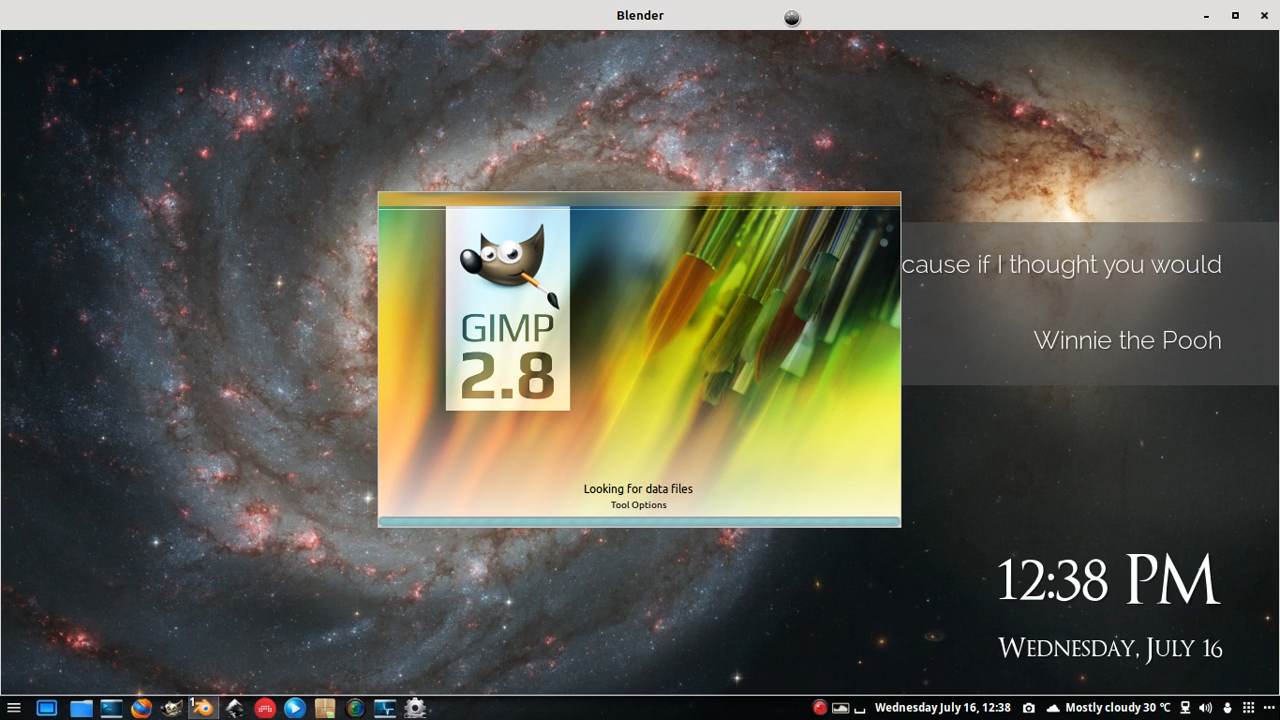 Blender
cause if I thought you would
Winnie the Pooh
GIMP
2.8
Looking for data files
Tool Options
12:38 PM
Wednesday, July 16
1
Wednesday July 16, 12:38
Mostly cloudy 30 °C